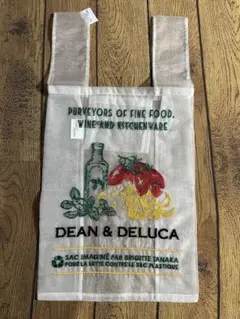 PURVEYORS OF FINE FOOD,
WINE AND KITCHENWARE
DEAN & DELUCA
SAC IMAGINÉ PAR BRIGITTE TANAKA
POUR LA LUTTE CONTRE LE SAC PLASTIQUE